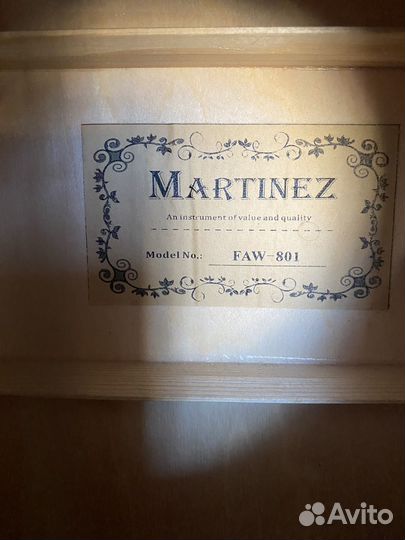 MARTINEZ
An instrument of value and quality
Model No.: FAW-801
Avito